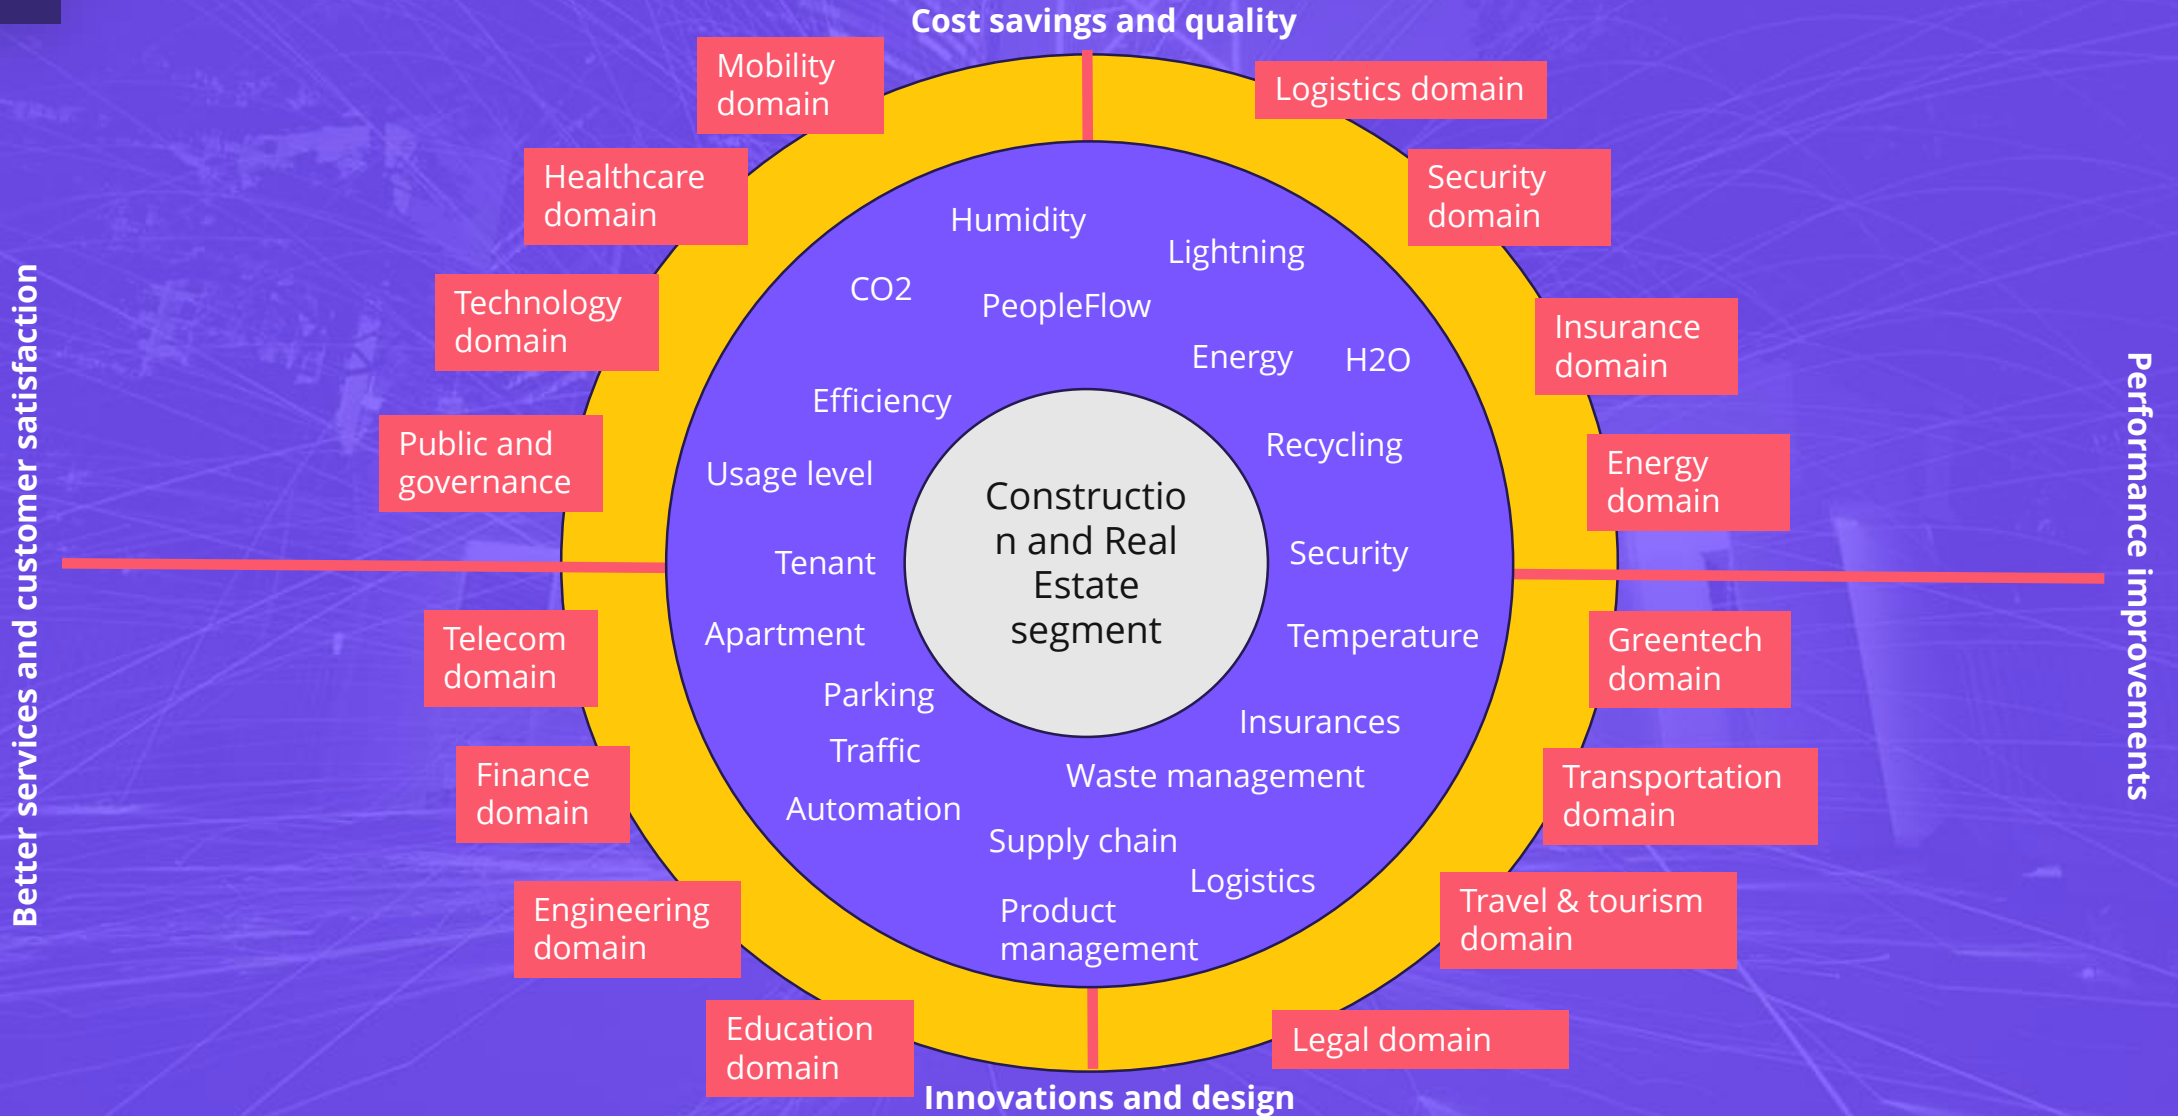 Cost savings and quality
Mobility
domain
Logistics domain
Healthcare
domain
Security
domain
Technology
domain
Insurance
domain
Public and
governance
Energy
domain
Better services and customer satisfaction
Performance improvements
Humidity
Lightning
CO2
PeopleFlow
Energy
H2O
Efficiency
Recycling
Usage level
Constructio
n and Real
Estate
segment
Tenant
Security
Apartment
Temperature
Parking
Insurances
Traffic
Waste management
Automation
Supply chain
Logistics
Product
management
Telecom
domain
Greentech
domain
Finance
domain
Transportation
domain
Engineering
domain
Travel & tourism
domain
Education
domain
Legal domain
Innovations and design